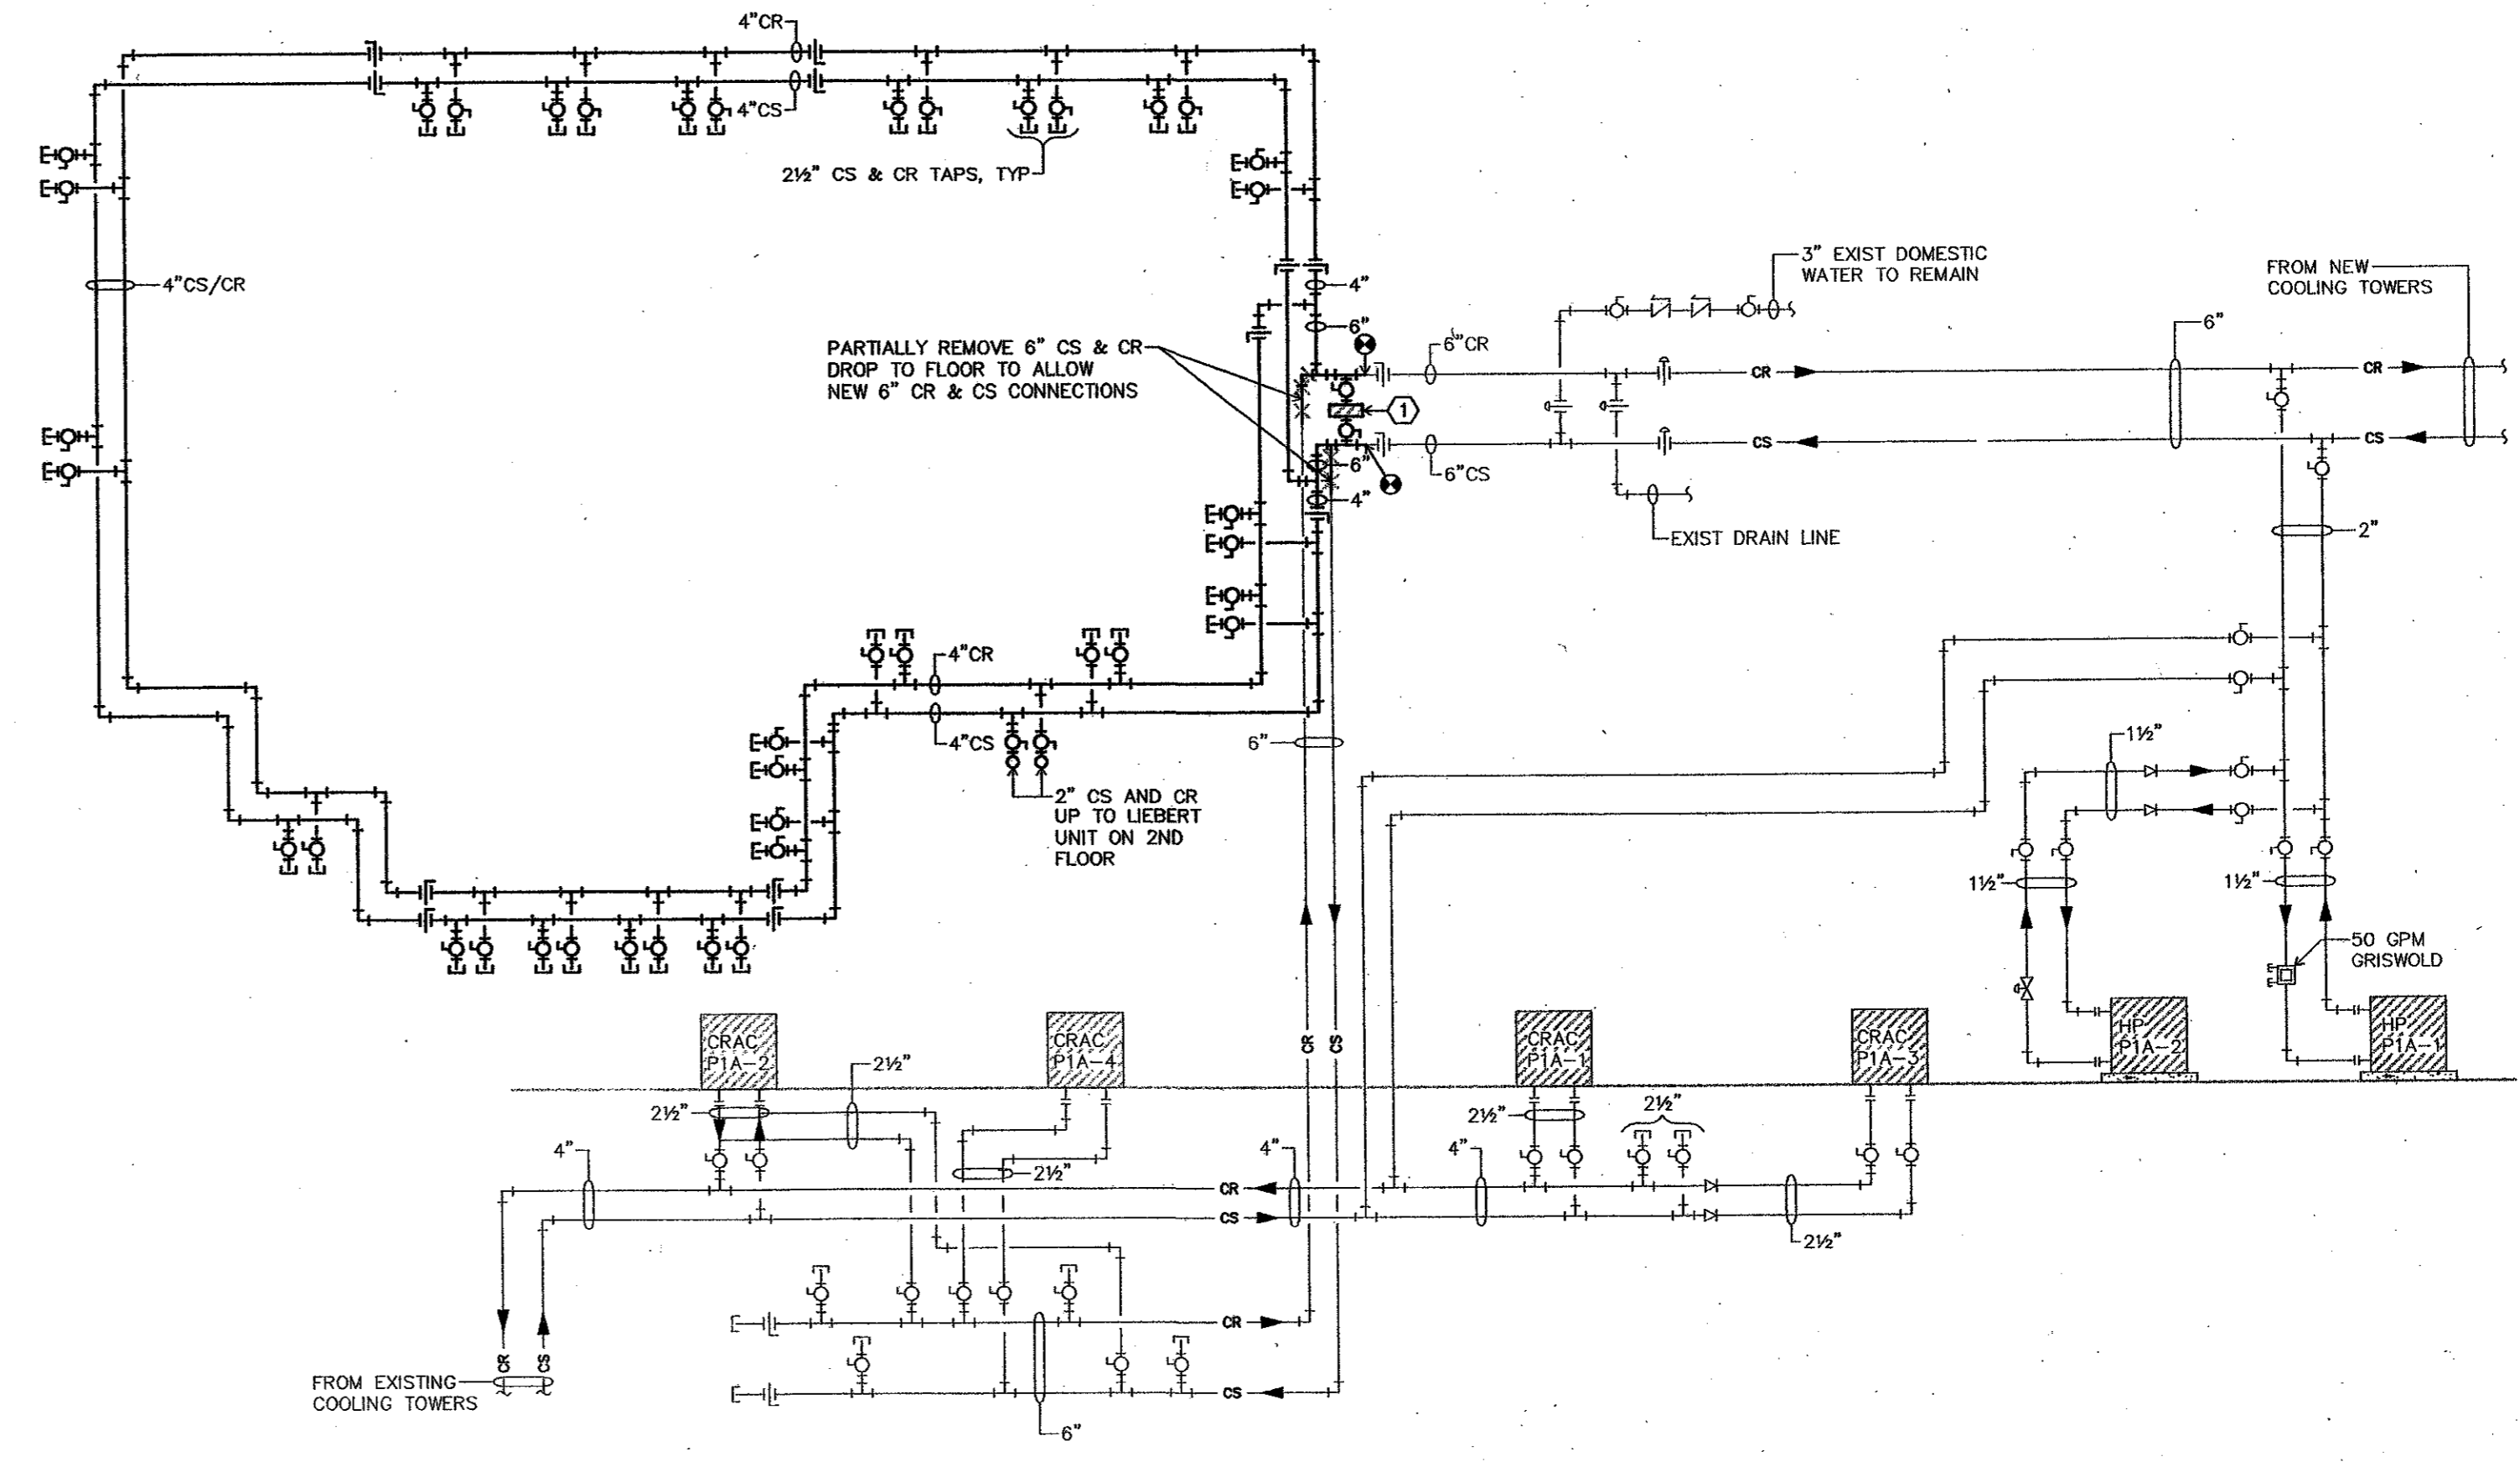 4"CR
4"CS
2½" CS & CR TAPS, TYP
4"CS/CR
3" EXIST DOMESTIC
WATER TO REMAIN
FROM NEW
COOLING TOWERS
4"
6"
6"
PARTIALLY REMOVE 6" CS & CR
DROP TO FLOOR TO ALLOW
NEW 6" CR & CS CONNECTIONS
6"CR
CR
CR
1
CS
CS
6"
6"CS
4"
EXIST DRAIN LINE
2"
4"CR
4"CS
6"
1½"
2" CS AND CR
UP TO LIEBERT
UNIT ON 2ND
FLOOR
1½"
1½"
50 GPM
GRISWOLD
CRAC
P1A-2
CRAC
P1A-4
CR
CS
CRAC
P1A-1
CRAC
P1A-3
HP
P1A-2
HP
P1A-1
2½"
2½"
2½"
2½"
4"
2½"
4"
4"
CR
CS
2½"
CR
CR
CS
FROM EXISTING
COOLING TOWERS
CS
6"